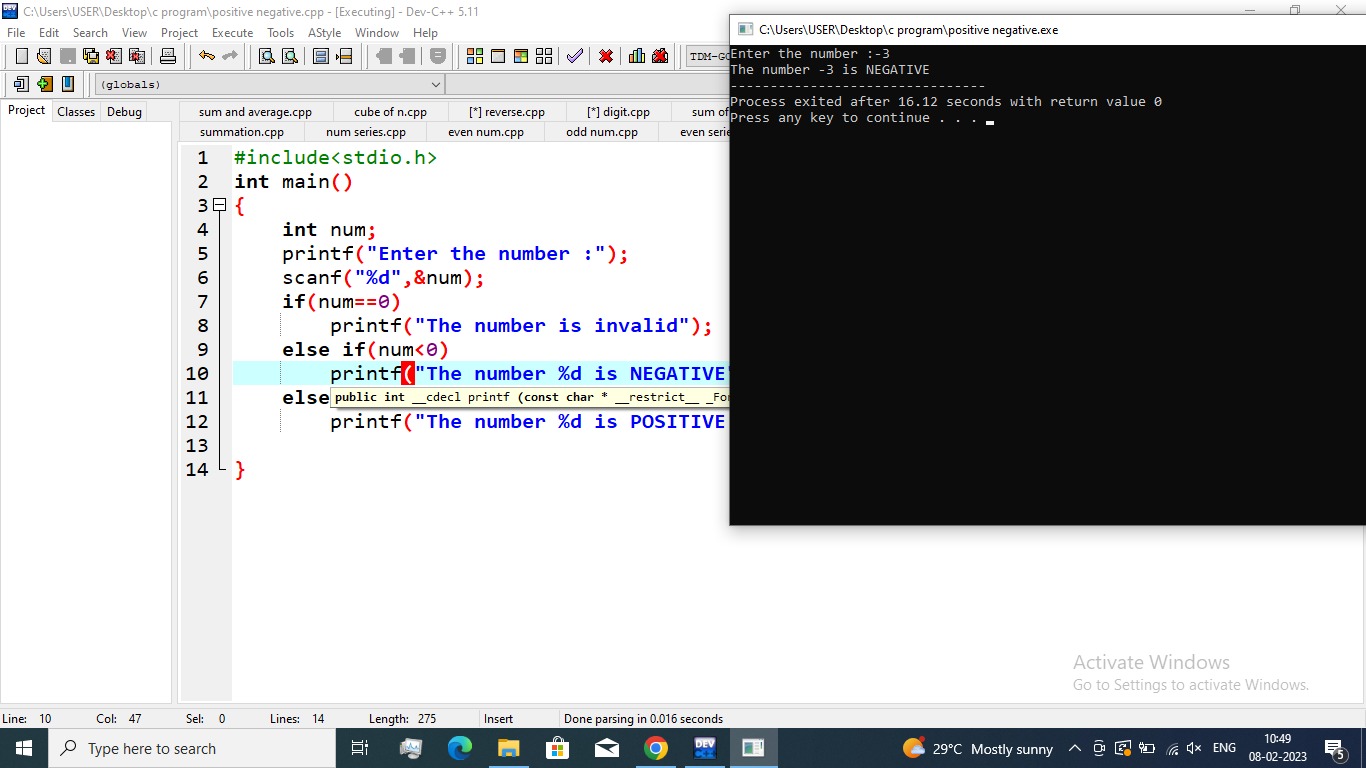 C:\Users\USER\Desktop\c program\positive negative.cpp - [Executing] - Dev-C++ 5.11
File Edit Search View Project Execute Tools AStyle Window Help
TDM-GC
(globals)
Project Classes Debug
sum and average.cpp cube of n.cpp [*] reverse.cpp [*] digit.cpp sum of
summation.cpp num series.cpp even num.cpp odd num.cpp even serie
1 #include<stdio.h>
2 int main()
3 {
4 int num;
5 printf("Enter the number :");
6 scanf("%d",&num);
7 if(num==0)
8 printf("The number is invalid");
9 else if(num<0)
10 printf("The number %d is NEGATIVE"
11 else
public int __cdecl printf (const char * __restrict__ _For
12 printf("The number %d is POSITIVE
13
14 }
C:\Users\USER\Desktop\c program\positive negative.exe
Enter the number :-3
The number -3 is NEGATIVE
--------------------------------
Process exited after 16.12 seconds with return value 0
Press any key to continue . . .
Activate Windows
Go to Settings to activate Windows.
Line: 10 Col: 47 Sel: 0 Lines: 14 Length: 275 Insert Done parsing in 0.016 seconds
Type here to search
DEV
29°C Mostly sunny
ENG
10:49
08-02-2023
5